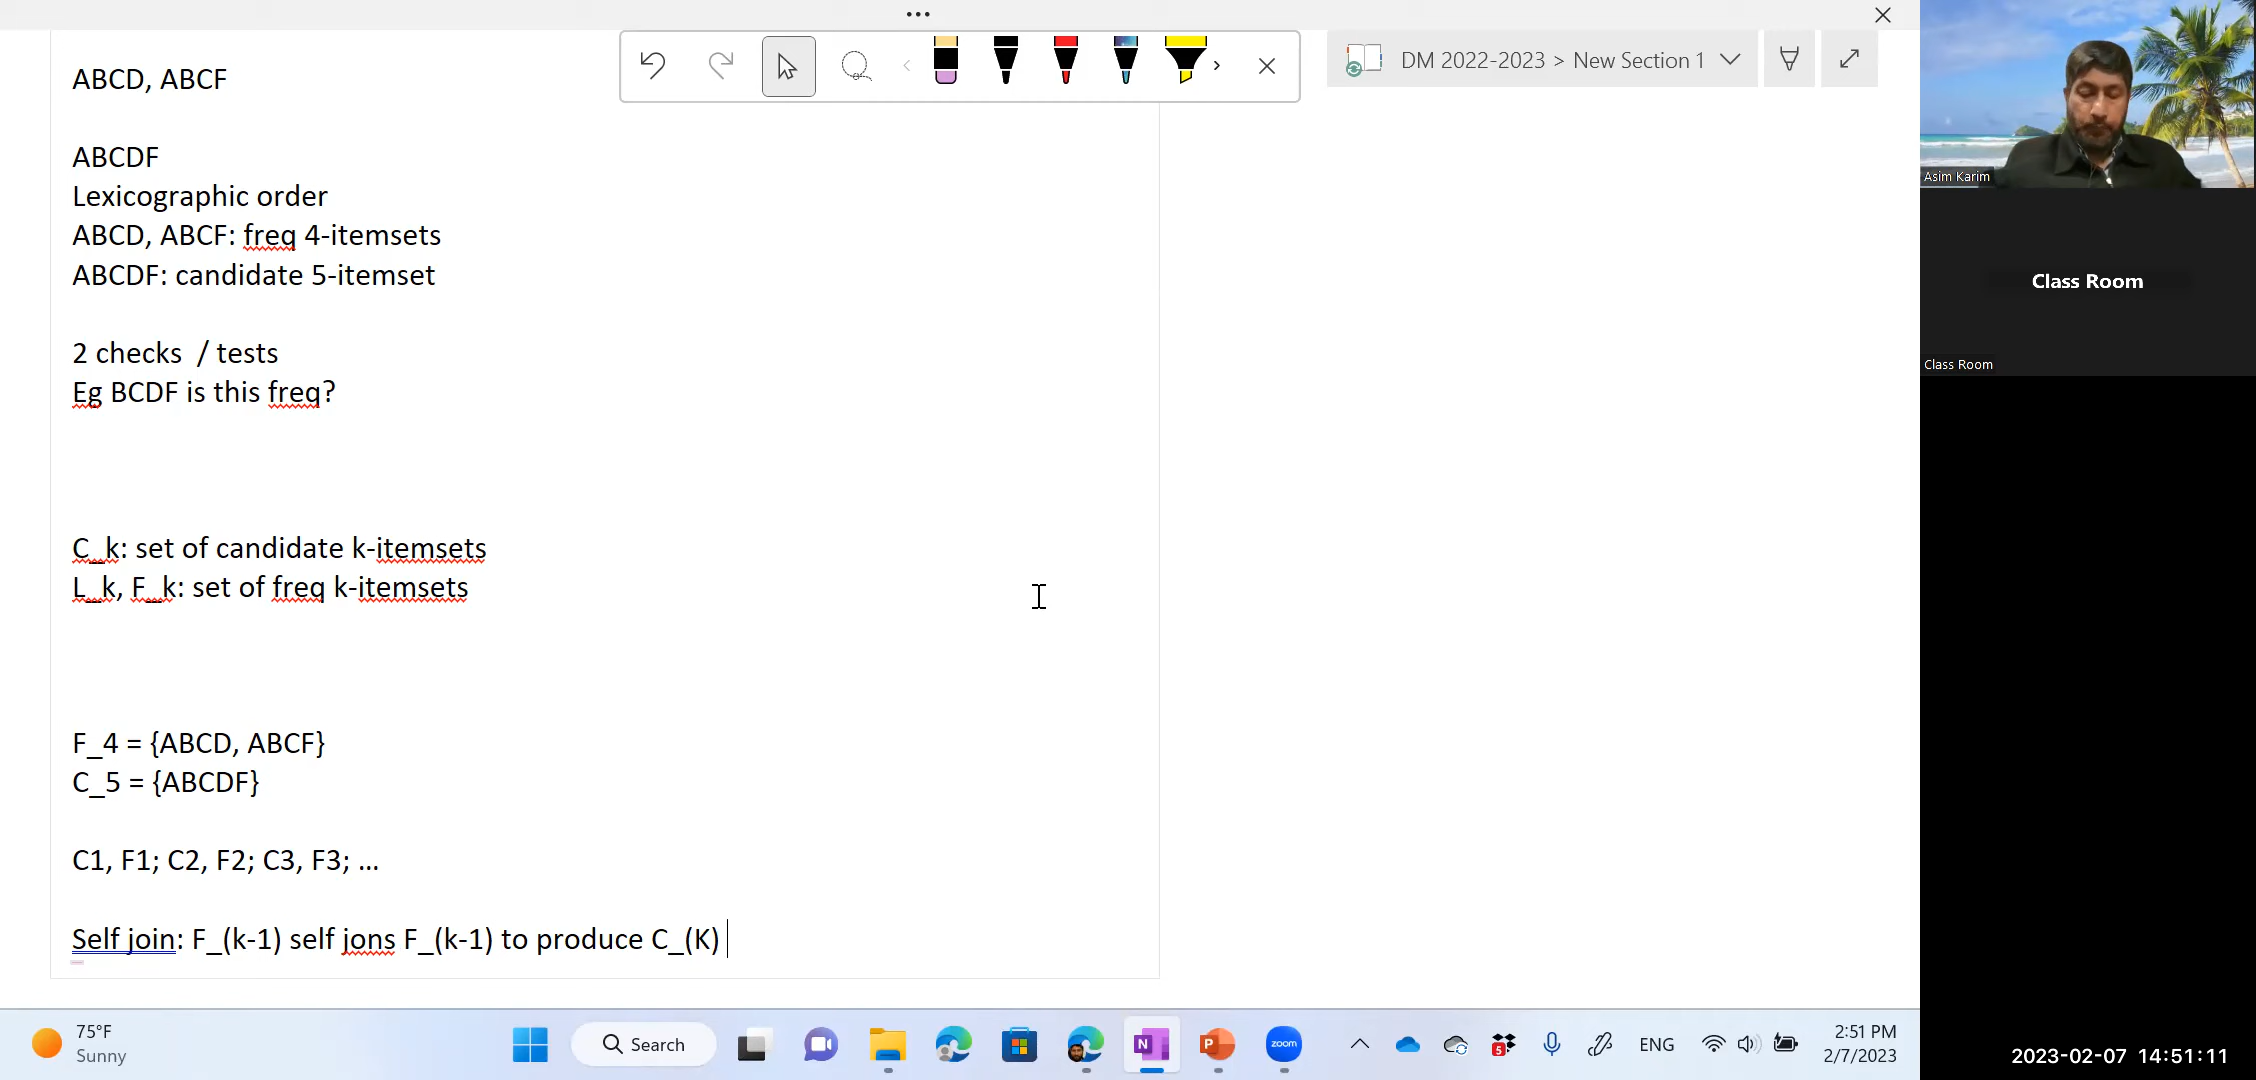 DM 2022-2023 > New Section 1
ABCD, ABCF
ABCDF
Lexicographic order
ABCD, ABCF: freq 4-itemsets
ABCDF: candidate 5-itemset
2 checks / tests
Eg BCDF is this freq?
C_k: set of candidate k-itemsets
L_k, F_k: set of freq k-itemsets
F_4 = {ABCD, ABCF}
C_5 = {ABCDF}
C1, F1; C2, F2; C3, F3; ...
Self join: F_(k-1) self jons F_(k-1) to produce C_(K)
Asim Karim
Class Room
Class Room
75°F
Sunny
Search
N
P
zoom
5
ENG
2:51 PM
2/7/2023
2023-02-07 14:51:11